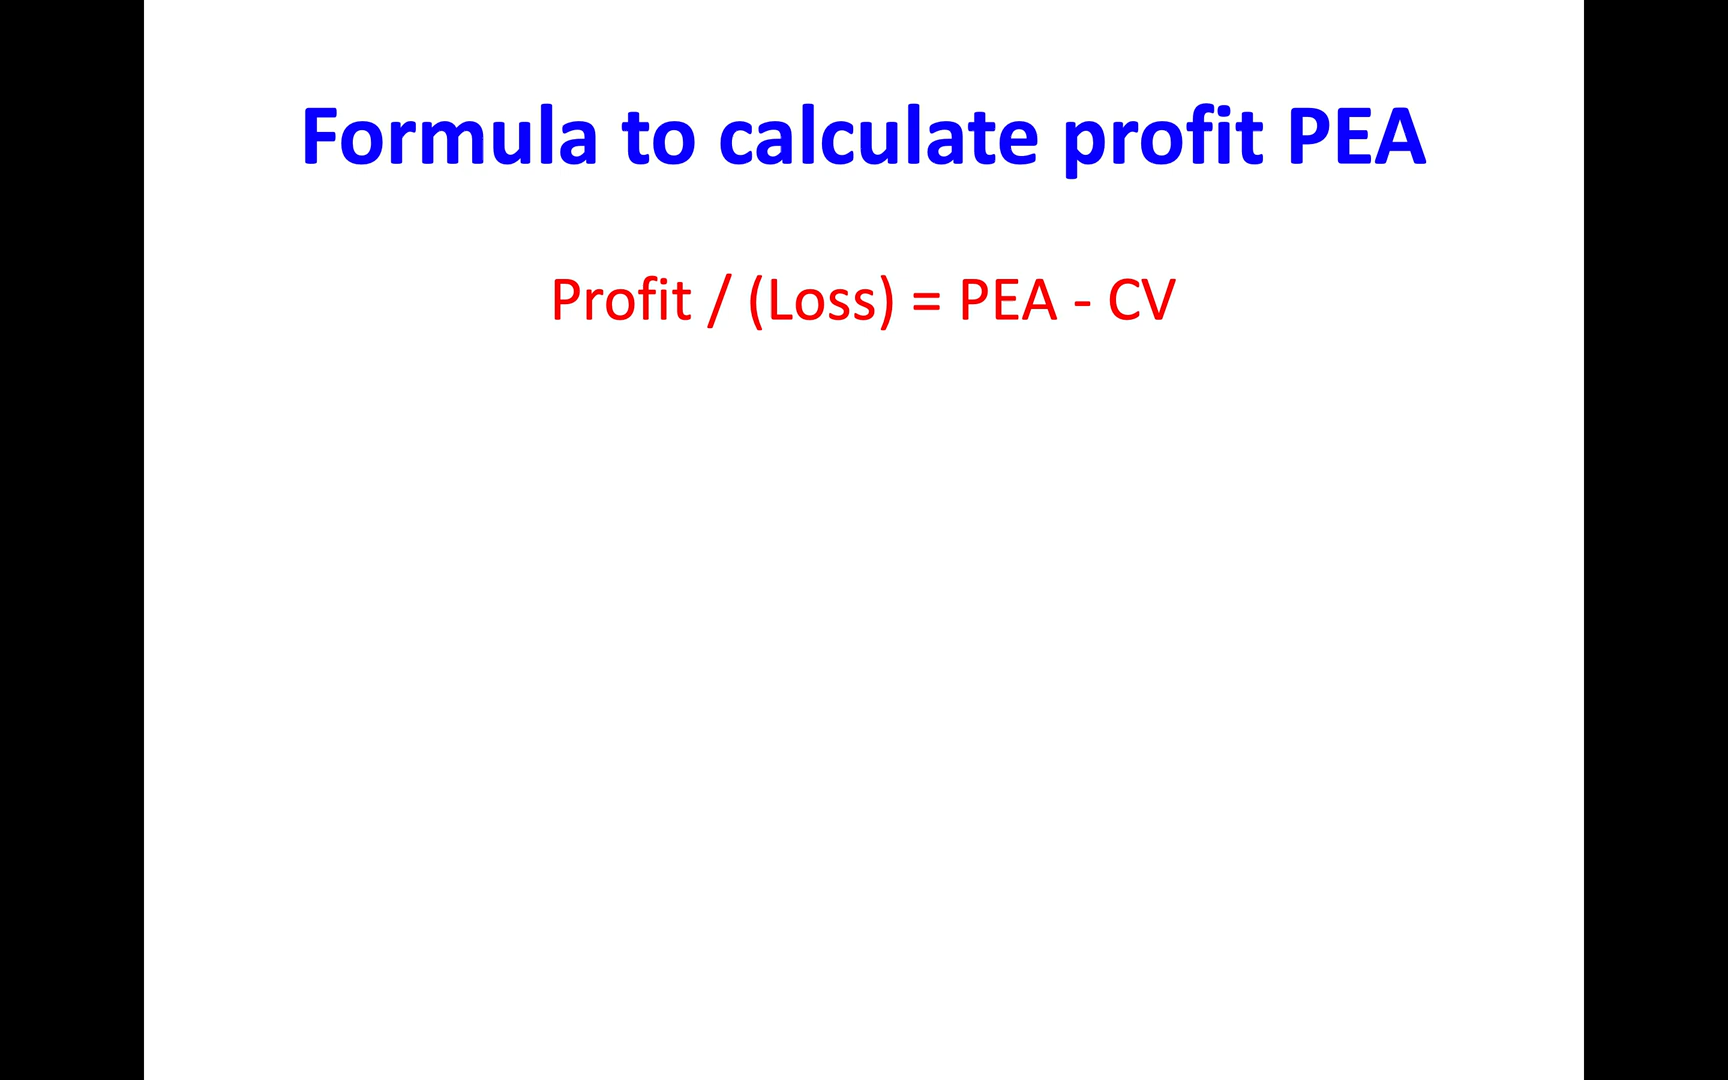 Formula to calculate profit PEA
Profit / (Loss) = PEA - CV